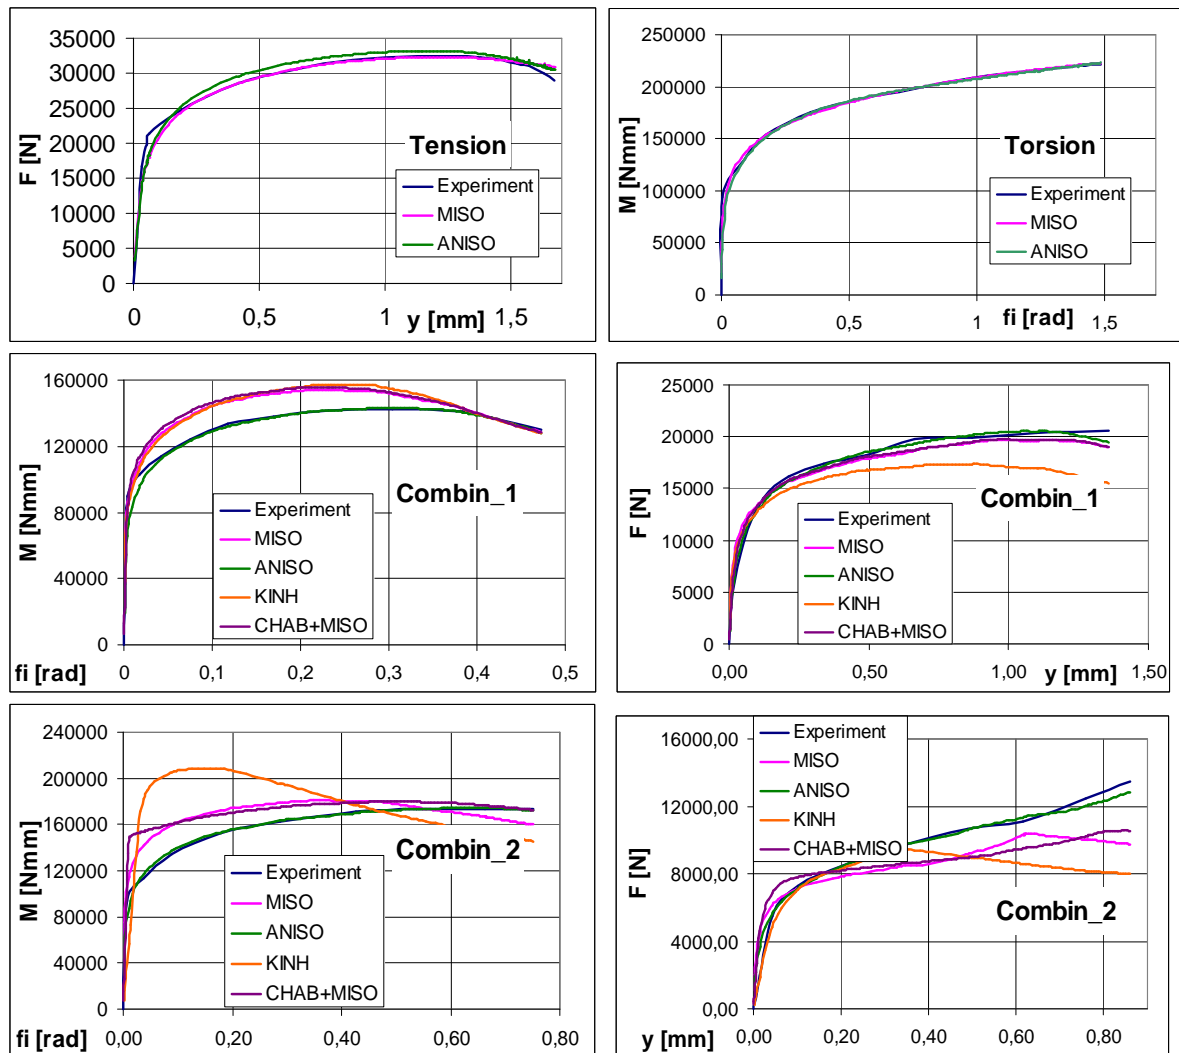 35000
30000
25000
20000
15000
10000
5000
0
F [N]
Tension
Experiment
MISO
ANISO
0
0,5
1
1,5
y [mm]
250000
200000
150000
100000
50000
0
M [Nmm]
Torsion
Experiment
MISO
ANISO
0
0,5
1
1,5
fi [rad]
160000
120000
80000
40000
0
M [Nmm]
Combin_1
Experiment
MISO
ANISO
KINH
CHAB+MISO
fi [rad]
0
0,1
0,2
0,3
0,4
0,5
25000
20000
15000
10000
5000
0
F [N]
Combin_1
Experiment
MISO
ANISO
KINH
CHAB+MISO
0,00
0,50
1,00
1,50
y [mm]
240000
200000
160000
120000
80000
40000
0
M [Nmm]
Combin_2
Experiment
MISO
ANISO
KINH
CHAB+MISO
fi [rad]
0,00
0,20
0,40
0,60
0,80
16000,00
12000,00
8000,00
4000,00
0,00
F [N]
Experiment
MISO
ANISO
KINH
CHAB+MISO
Combin_2
y [mm]
0,00
0,20
0,40
0,60
0,80